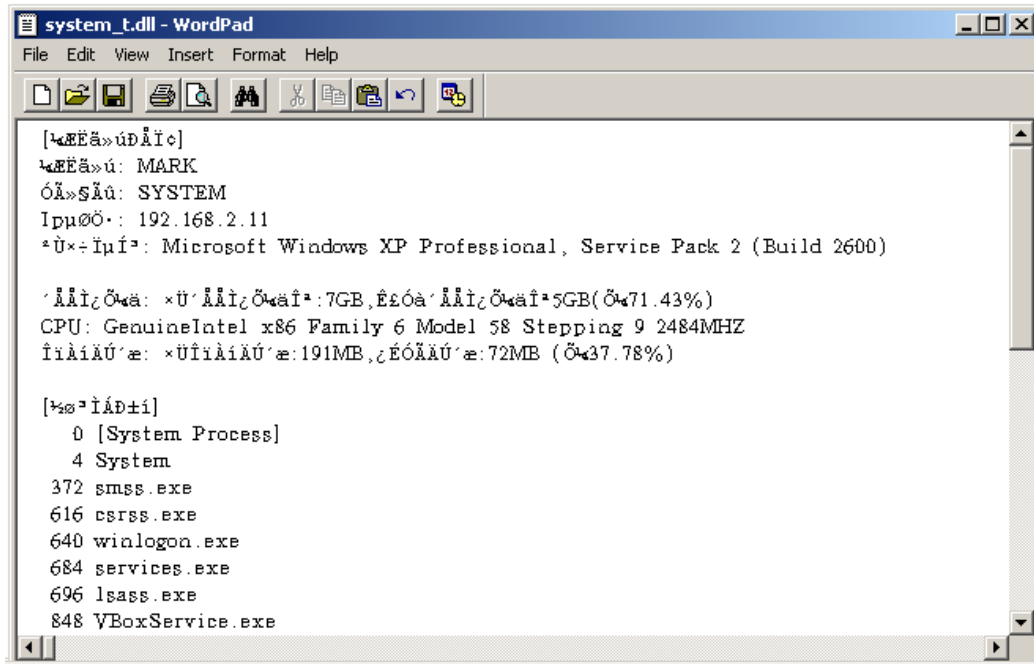 system_t.dll - WordPad
File Edit View Insert Format Help
[¼ÆËã»úÐÅÏ¢]
¼ÆËã»ú: MARK
ÓÃ»§Ãû: SYSTEM
IpµØÖ·: 192.168.2.11
²Ù×÷ÏµÍ³: Microsoft Windows XP Professional, Service Pack 2 (Build 2600)
´ÅÅÌ¿Õ¼ä: ×Ü´ÅÅÌ¿Õ¼äÎª:7GB,Ê£Óà´ÅÅÌ¿Õ¼äÎª5GB(Õ¼71.43%)
CPU: GenuineIntel x86 Family 6 Model 58 Stepping 9 2484MHZ
ÎïÀíÄÚ´æ: ×ÜÎïÀíÄÚ´æ:191MB,¿ÉÓÃÄÚ´æ:72MB (Õ¼37.78%)
[½ø³ÌÁÐ±í]
0 [System Process]
4 System
372 smss.exe
616 csrss.exe
640 winlogon.exe
684 services.exe
696 lsass.exe
848 VBoxService.exe